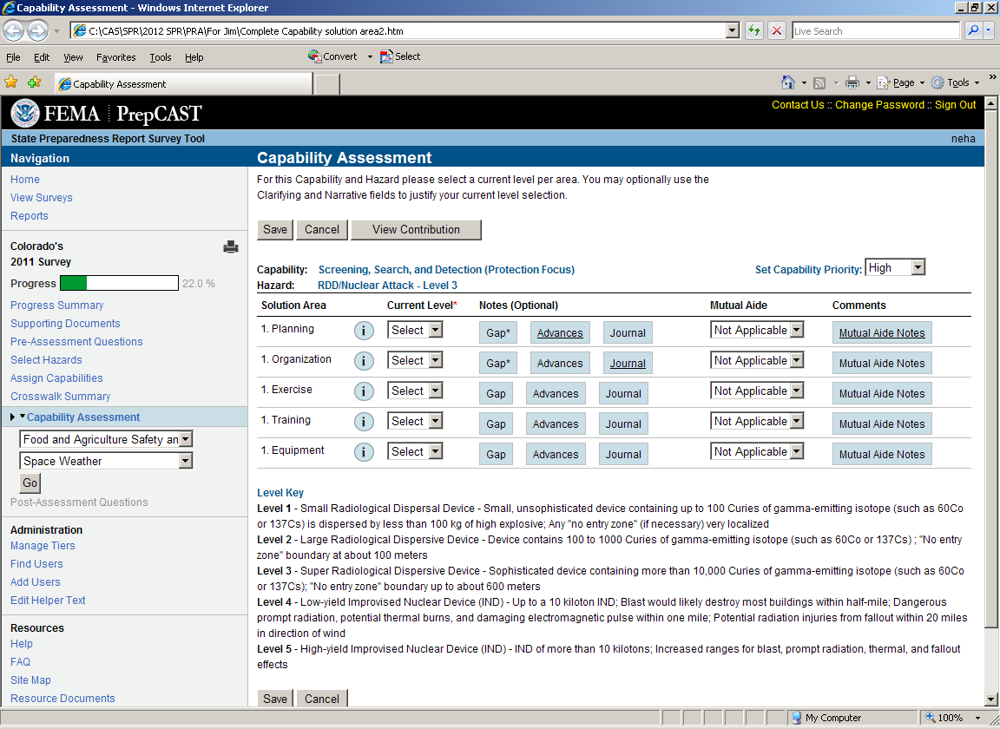 Capability Assessment - Windows Internet Explorer
C:\CAS\SPR\2012 SPR\PRA\For Jim\Complete Capability solution area2.htm
Live Search
File Edit View Favorites Tools Help
Convert Select
Capability Assessment
Page Tools »
FEMA PrepCAST
Contact Us :: Change Password :: Sign Out
State Preparedness Report Survey Tool
neha
Navigation
Home
View Surveys
Reports
Colorado's
2011 Survey
Progress 22.0 %
Progress Summary
Supporting Documents
Pre-Assessment Questions
Select Hazards
Assign Capabilities
Crosswalk Summary
Capability Assessment
Food and Agriculture Safety an
Space Weather
Go
Post-Assessment Questions
Administration
Manage Tiers
Find Users
Add Users
Edit Helper Text
Resources
Help
FAQ
Site Map
Resource Documents
Capability Assessment
For this Capability and Hazard please select a current level per area. You may optionally use the
Clarifying and Narrative fields to justify your current level selection.
Save Cancel View Contribution
Capability: Screening, Search, and Detection (Protection Focus) Set Capability Priority: High
Hazard: RDD/Nuclear Attack - Level 3
Solution Area Current Level* Notes (Optional) Mutual Aide Comments
1. Planning i Select Gap* Advances Journal Not Applicable Mutual Aide Notes
1. Organization i Select Gap* Advances Journal Not Applicable Mutual Aide Notes
1. Exercise i Select Gap Advances Journal Not Applicable Mutual Aide Notes
1. Training i Select Gap Advances Journal Not Applicable Mutual Aide Notes
1. Equipment i Select Gap Advances Journal Not Applicable Mutual Aide Notes
Level Key
Level 1 - Small Radiological Dispersal Device - Small, unsophisticated device containing up to 100 Curies of gamma-emitting isotope (such as 60Co
or 137Cs) is dispersed by less than 100 kg of high explosive; Any "no entry zone" (if necessary) very localized
Level 2 - Large Radiological Dispersive Device - Device contains 100 to 1000 Curies of gamma-emitting isotope (such as 60Co or 137Cs) ; "No entry
zone" boundary at about 100 meters
Level 3 - Super Radiological Dispersive Device - Sophisticated device containing more than 10,000 Curies of gamma-emitting isotope (such as 60Co
or 137Cs); "No entry zone" boundary up to about 600 meters
Level 4 - Low-yield Improvised Nuclear Device (IND) - Up to a 10 kiloton IND; Blast would likely destroy most buildings within half-mile; Dangerous
prompt radiation, potential thermal burns, and damaging electromagnetic pulse within one mile; Potential radiation injuries from fallout within 20 miles
in direction of wind
Level 5 - High-yield Improvised Nuclear Device (IND) - IND of more than 10 kilotons; Increased ranges for blast, prompt radiation, thermal, and fallout
effects
Save Cancel
My Computer 100%